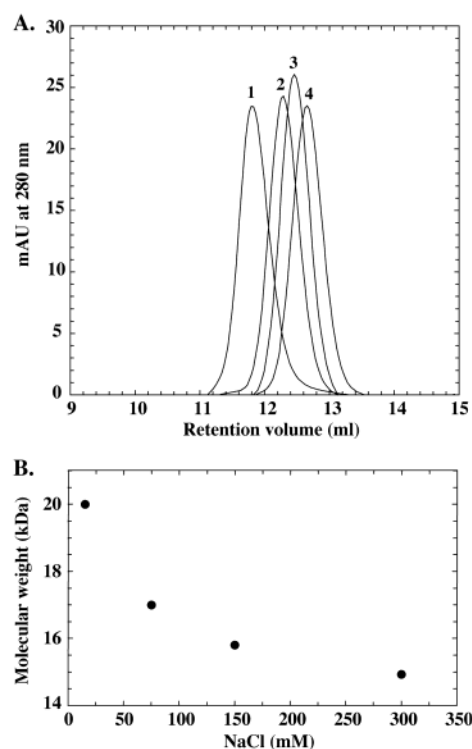 A.
30
25
20
15
10
5
0
mAU at 280 nm
1
2
3
4
9 10 11 12 13 14 15
Retention volume (ml)
B.
20
18
16
14
Molecular weight (kDa)
0 50 100 150 200 250 300 350
NaCl (mM)